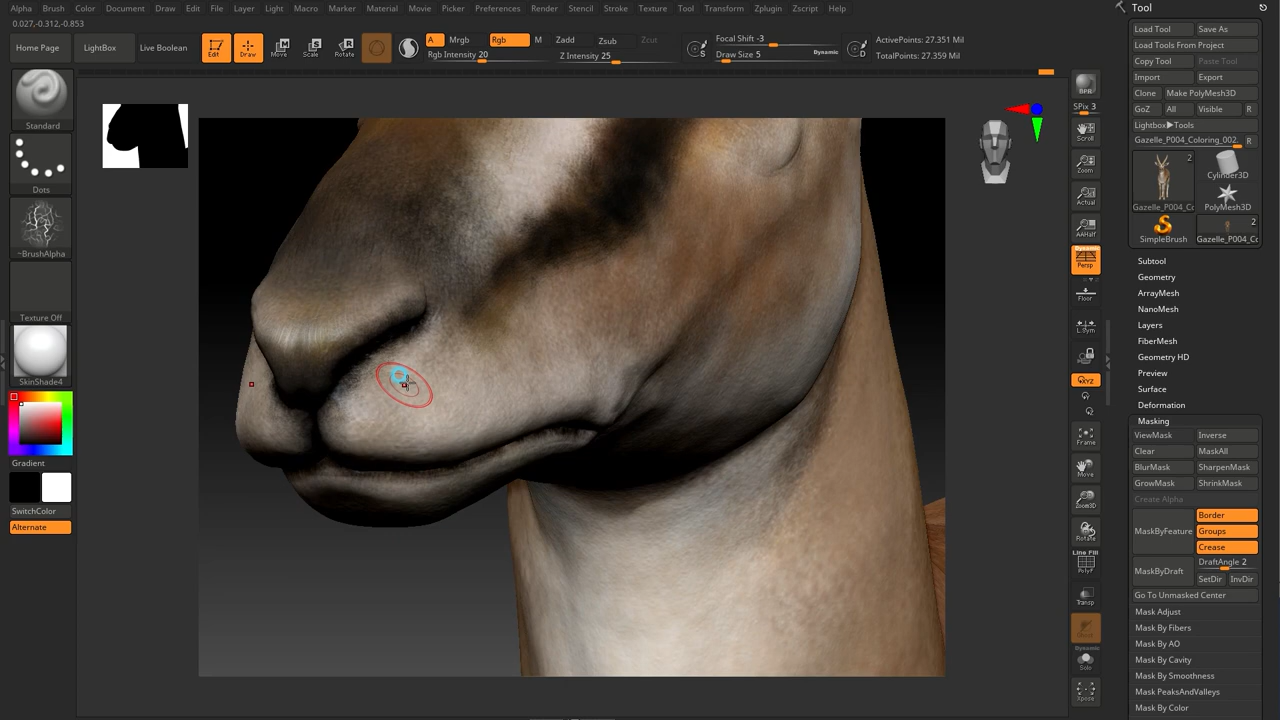 Alpha Brush Color Document Draw Edit File Layer Light Macro Marker Material Movie Picker Preferences Render Stencil Stroke Texture Tool Transform Zplugin Zscript Help
0.027,-0.312,-0.853
Home Page LightBox Live Boolean Edit Draw Move Scale Rotate
A Mrgb Rgb M Zadd Zsub Zcut
Rgb Intensity 20 Z Intensity 25
Focal Shift -3
Draw Size 5 Dynamic
ActivePoints: 27.351 Mil
TotalPoints: 27.359 Mil
Standard
Dots
~BrushAlpha
Texture Off
SkinShade4
Gradient
SwitchColor
Alternate
BPR
SPix 3
Scroll
Zoom
Actual
AAHalf
Dynamic
Persp
Floor
L.Sym
XYZ
Frame
Move
Zoom3D
Rotate
Line Fill
PolyF
Transp
Dynamic
Solo
Xpose
Tool
Load Tool Save As
Load Tools From Project
Copy Tool Paste Tool
Import Export
Clone Make PolyMesh3D
GoZ All Visible R
Lightbox▶Tools
Gazelle_P004_Coloring_002. R
2
Cylinder3D
Gazelle_P004_Co PolyMesh3D
2
SimpleBrush Gazelle_P004_Co
Subtool
Geometry
ArrayMesh
NanoMesh
Layers
FiberMesh
Geometry HD
Preview
Surface
Deformation
Masking
ViewMask Inverse
Clear MaskAll
BlurMask SharpenMask
GrowMask ShrinkMask
Create Alpha
MaskByFeature Border
Groups
Crease
MaskByDraft DraftAngle 2
SetDir InvDir
Go To Unmasked Center
Mask Adjust
Mask By Fibers
Mask By AO
Mask By Cavity
Mask By Smoothness
Mask PeaksAndValleys
Mask By Color